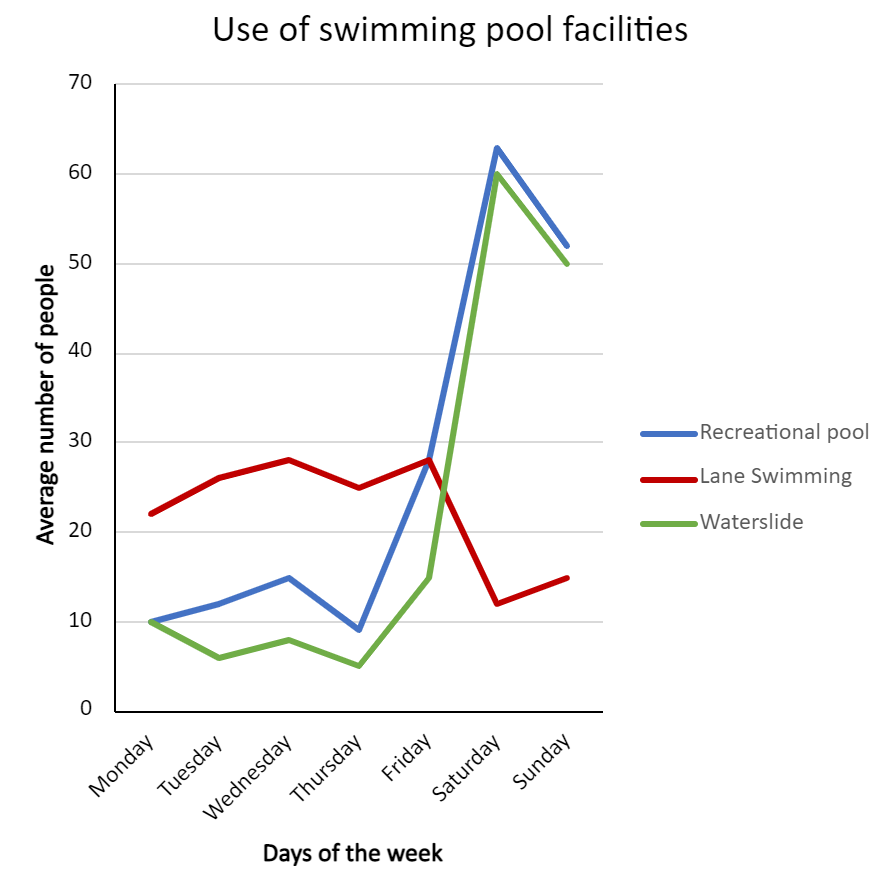 Use of swimming pool facilities
70
60
50
40
30
20
10
0
Average number of people
Monday
Tuesday
Wednesday
Thursday
Friday
Saturday
Sunday
Days of the week
Recreational pool
Lane Swimming
Waterslide